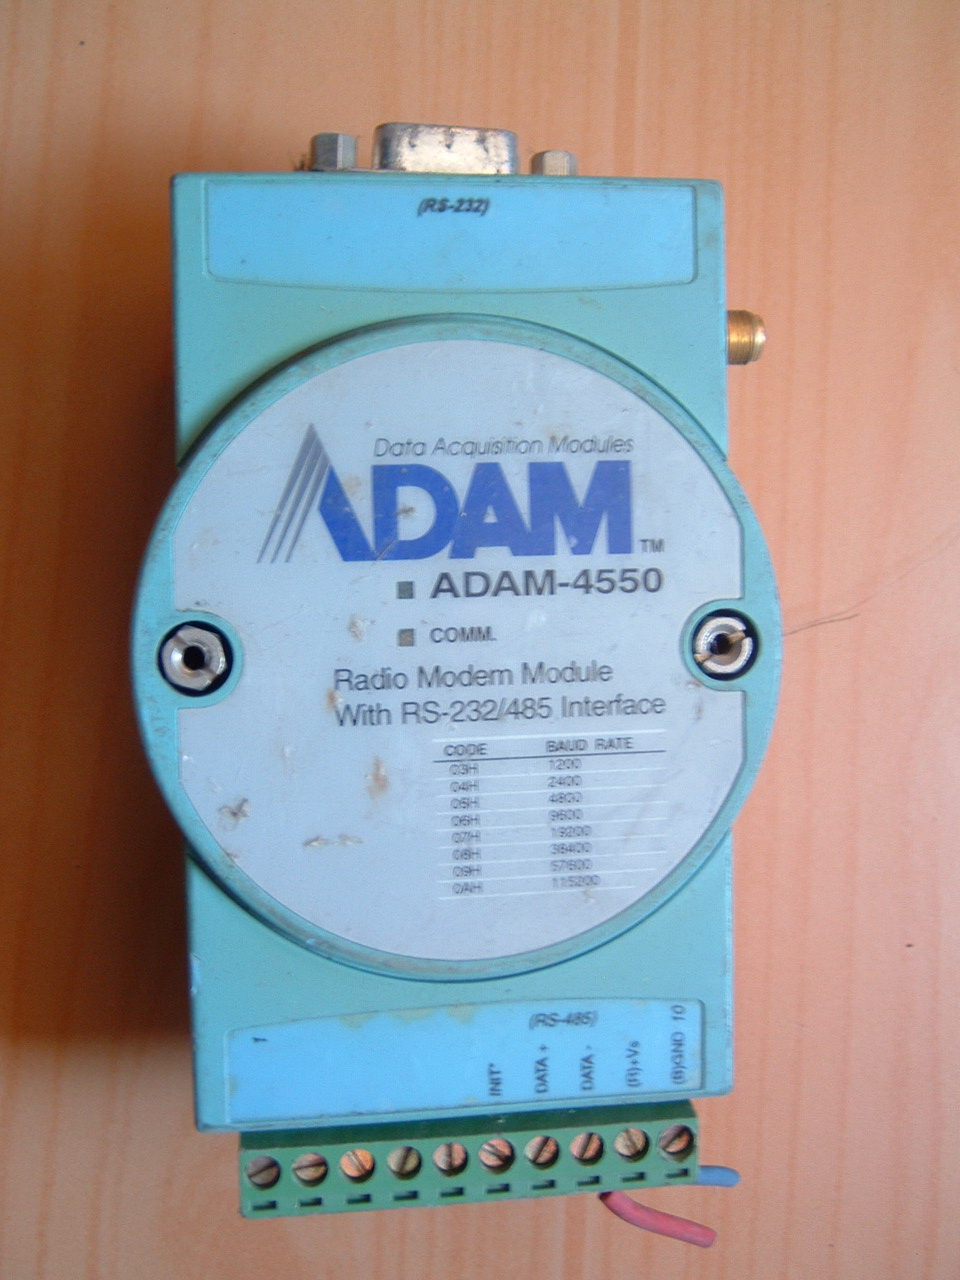 (RS-232)
Data Acquisition Modules
ADAM TM
ADAM-4550
COMM.
Radio Modem Module
With RS-232/485 Interface
CODE BAUD RATE
03H 1200
04H 2400
05H 4800
06H 9600
07H 19200
08H 38400
09H 57600
0AH 115200
(RS-485)
1
INIT*
DATA +
DATA -
(R)+Vs
(B)GND 10